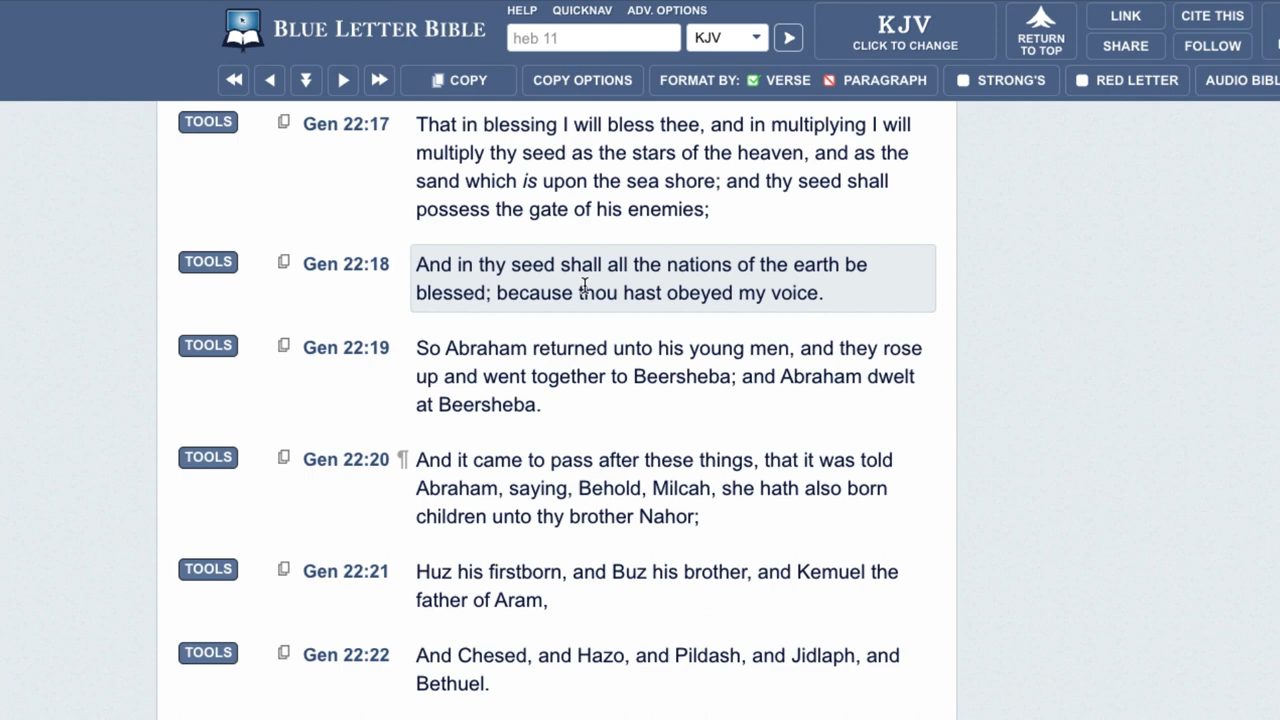 HELP QUICKNAV ADV. OPTIONS
BLUE LETTER BIBLE
heb 11 KJV
KJV
CLICK TO CHANGE
RETURN
TO TOP
LINK CITE THIS
SHARE FOLLOW
COPY COPY OPTIONS FORMAT BY: VERSE PARAGRAPH STRONG'S RED LETTER AUDIO BIBL
TOOLS Gen 22:17 That in blessing I will bless thee, and in multiplying I will
multiply thy seed as the stars of the heaven, and as the
sand which is upon the sea shore; and thy seed shall
possess the gate of his enemies;
TOOLS Gen 22:18 And in thy seed shall all the nations of the earth be
blessed; because thou hast obeyed my voice.
TOOLS Gen 22:19 So Abraham returned unto his young men, and they rose
up and went together to Beersheba; and Abraham dwelt
at Beersheba.
TOOLS Gen 22:20 ¶ And it came to pass after these things, that it was told
Abraham, saying, Behold, Milcah, she hath also born
children unto thy brother Nahor;
TOOLS Gen 22:21 Huz his firstborn, and Buz his brother, and Kemuel the
father of Aram,
TOOLS Gen 22:22 And Chesed, and Hazo, and Pildash, and Jidlaph, and
Bethuel.